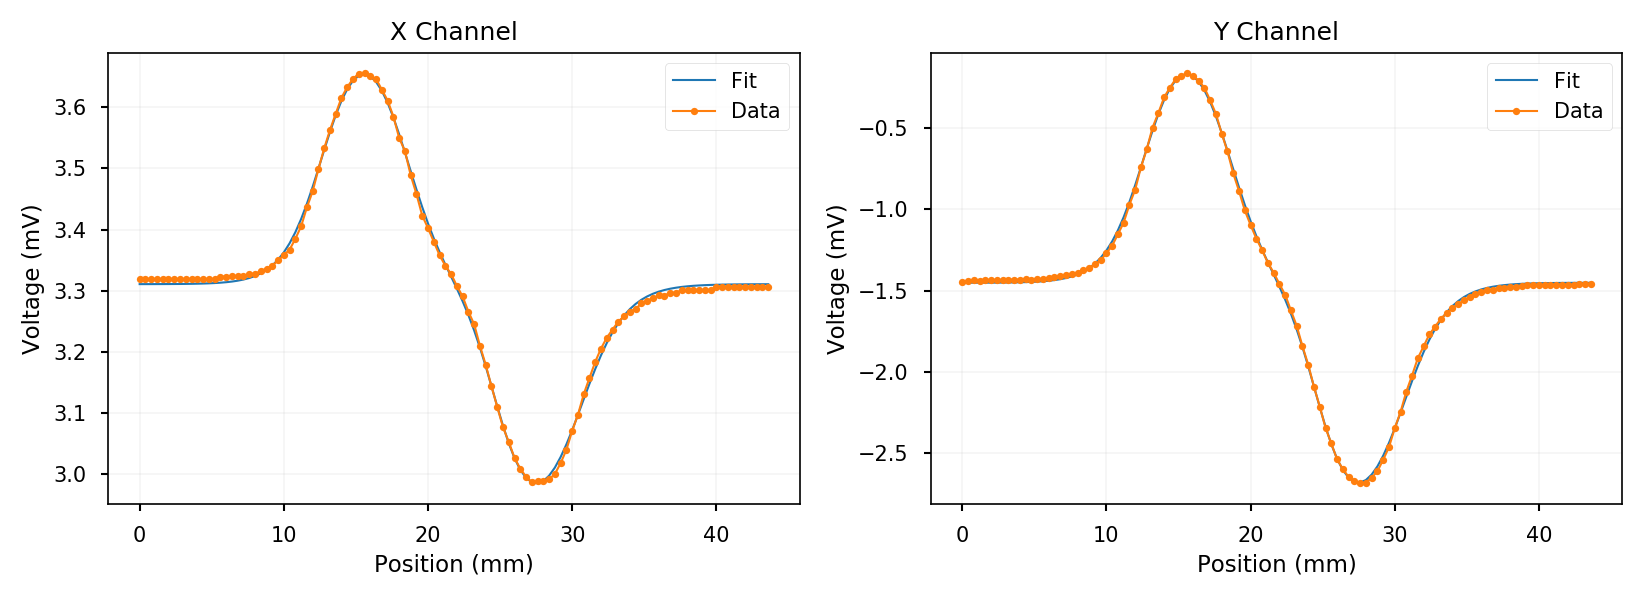 X Channel
Voltage (mV)
3.6
3.5
3.4
3.3
3.2
3.1
3.0
0
10
20
30
40
Position (mm)
Fit
Data
Y Channel
Voltage (mV)
−0.5
−1.0
−1.5
−2.0
−2.5
0
10
20
30
40
Position (mm)
Fit
Data